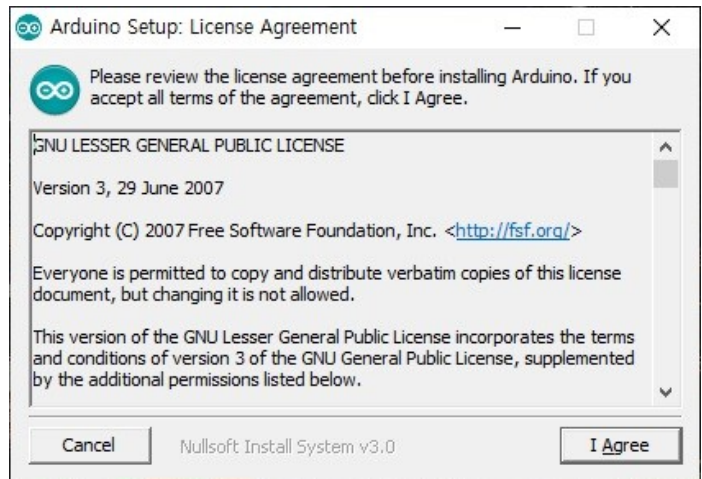 Arduino Setup: License Agreement
Please review the license agreement before installing Arduino. If you
accept all terms of the agreement, click I Agree.
GNU LESSER GENERAL PUBLIC LICENSE
Version 3, 29 June 2007
Copyright (C) 2007 Free Software Foundation, Inc. <http://fsf.org/>
Everyone is permitted to copy and distribute verbatim copies of this license
document, but changing it is not allowed.
This version of the GNU Lesser General Public License incorporates the terms
and conditions of version 3 of the GNU General Public License, supplemented
by the additional permissions listed below.
Cancel
Nullsoft Install System v3.0
I Agree